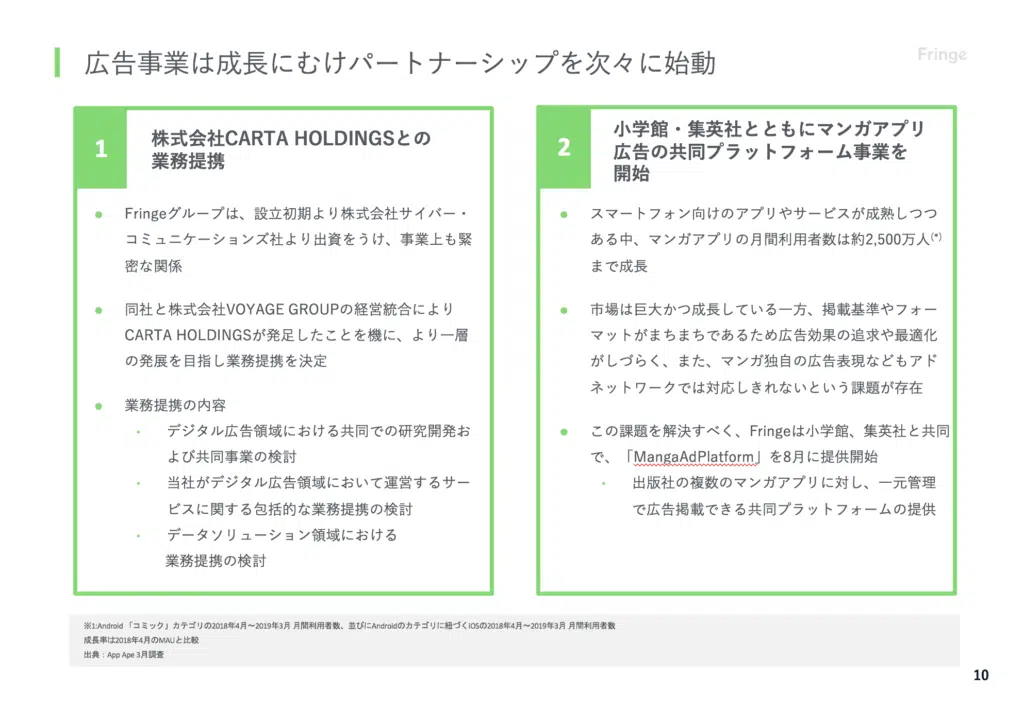 広告事業は成長にむけパートナーシップを次々に始動
Fringe
1
株式会社CARTA HOLDINGSとの
業務提携
● Fringeグループは、設立初期より株式会社サイバー・
コミュニケーションズ社より出資をうけ、事業上も緊
密な関係
● 同社と株式会社VOYAGE GROUPの経営統合により
CARTA HOLDINGSが発足したことを機に、より一層
の発展を目指し業務提携を決定
● 業務提携の内容
・ デジタル広告領域における共同での研究開発お
よび共同事業の検討
・ 当社がデジタル広告領域において運営するサー
ビスに関する包括的な業務提携の検討
・ データソリューション領域における
業務提携の検討
2
小学館・集英社とともにマンガアプリ
広告の共同プラットフォーム事業を
開始
● スマートフォン向けのアプリやサービスが成熟しつつ
ある中、マンガアプリの月間利用者数は約2,500万人(*)
まで成長
● 市場は巨大かつ成長している一方、掲載基準やフォー
マットがまちまちであるため広告効果の追求や最適化
がしづらく、また、マンガ独自の広告表現などもアド
ネットワークでは対応しきれないという課題が存在
● この課題を解決すべく、Fringeは小学館、集英社と共同
で、「MangaAdPlatform」を8月に提供開始
・ 出版社の複数のマンガアプリに対し、一元管理
で広告掲載できる共同プラットフォームの提供
※1:Android 「コミック」カテゴリの2018年4月〜2019年3月 月間利用者数、並びにAndroidのカテゴリに紐づくiOSの2018年4月〜2019年3月 月間利用者数
成長率は2018年4月のMAUと比較
出典：App Ape 3月調査
10